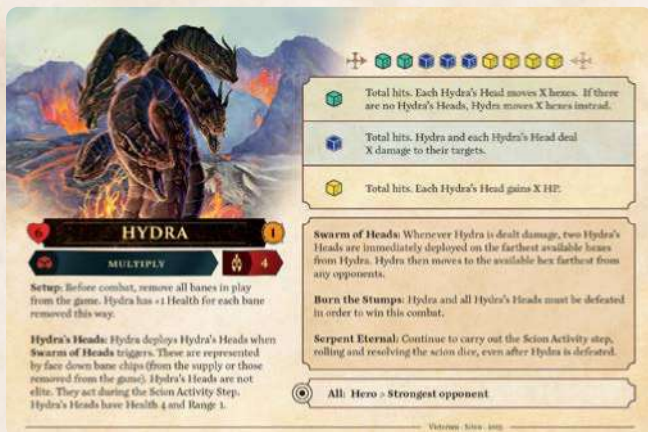 Total hits. Each Hydra's Head moves X hexes. If there
are no Hydra's Heads, Hydra moves X hexes instead.
Total hits. Hydra and each Hydra's Head deal
X damage to their targets.
Total hits. Each Hydra's Head gains X HP.
6
HYDRA
1
MULTIPLY
4
Setup: Before combat, remove all banes in play
from the game. Hydra has +1 Health for each bane
removed this way.
Hydra's Heads: Hydra deploys Hydra's Heads when
Swarm of Heads triggers. These are represented
by face down bane chips (from the supply or those
removed from the game). Hydra's Heads are not
elite. They act during the Scion Activity Step.
Hydra's Heads have Health 4 and Range 1.
Swarm of Heads: Whenever Hydra is dealt damage, two Hydra's
Heads are immediately deployed on the farthest available hexes
from Hydra. Hydra then moves to the available hex farthest from
any opponents.
Burn the Stumps: Hydra and all Hydra's Heads must be defeated
in order to win this combat.
Serpent Eternal: Continue to carry out the Scion Activity step,
rolling and resolving the scion dice, even after Hydra is defeated.
All: Hero > Strongest opponent